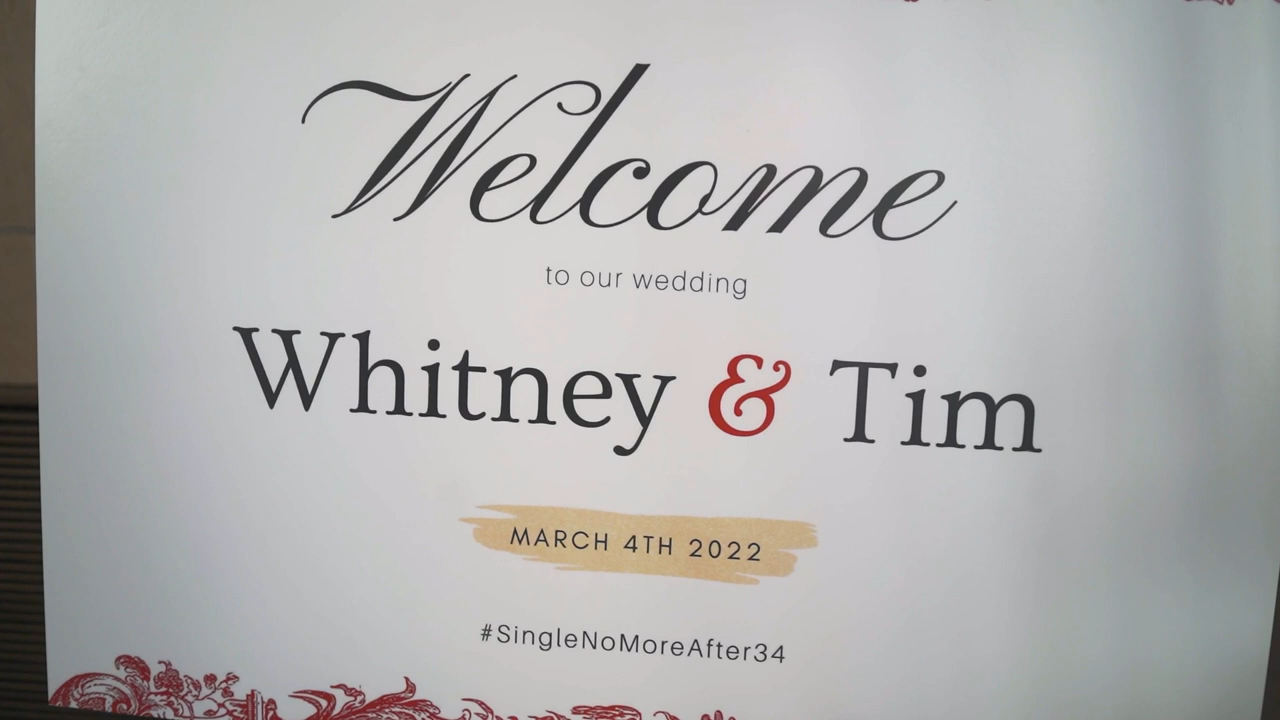 Welcome
to our wedding
Whitney & Tim
MARCH 4TH 2022
#SingleNoMoreAfter34